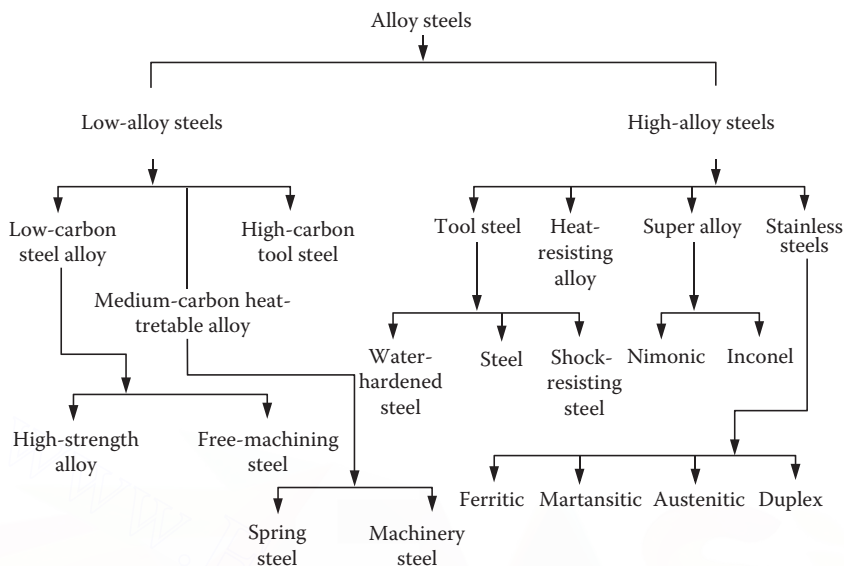 Alloy steels
Low-alloy steels
High-alloy steels
Low-carbon
steel alloy
High-carbon
tool steel
Tool steel
Heat-
resisting
alloy
Super alloy
Stainless
steels
Medium-carbon heat-
tretable alloy
Water-
hardened
steel
Steel
Shock-
resisting
steel
Nimonic
Inconel
High-strength
alloy
Free-machining
steel
Ferritic
Martansitic
Austenitic
Duplex
Spring
steel
Machinery
steel